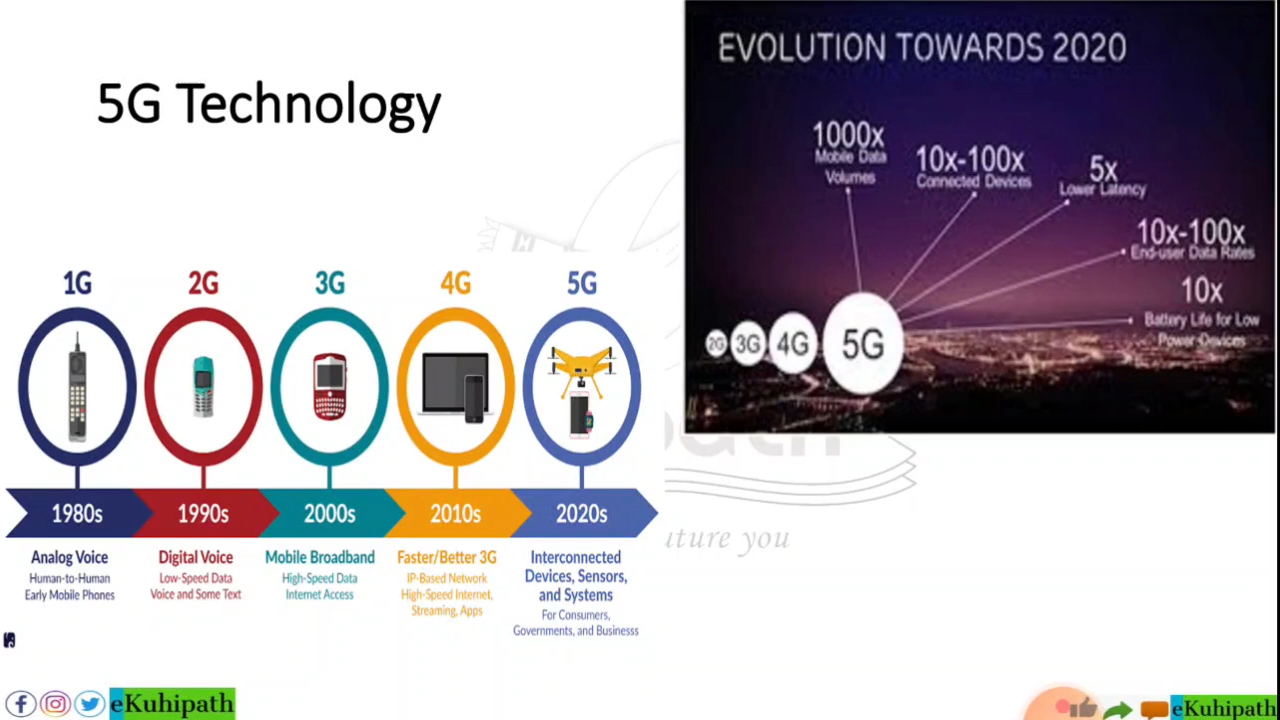 5G Technology
EVOLUTION TOWARDS 2020
1000x
Mobile Data
Volumes
10x-100x
Connected Devices
5x
Lower Latency
10x-100x
End-user Data Rates
10x
Battery Life for Low
Power Devices
2G
3G
4G
5G
1G
2G
3G
4G
5G
1980s
1990s
2000s
2010s
2020s
Analog Voice
Human-to-Human
Early Mobile Phones
Digital Voice
Low-Speed Data
Voice and Some Text
Mobile Broadband
High-Speed Data
Internet Access
Faster/Better 3G
IP-Based Network
High-Speed Internet,
Streaming, Apps
Interconnected
Devices, Sensors,
and Systems
For Consumers,
Governments, and Businesss
you
eKuhipath
eKuhipath